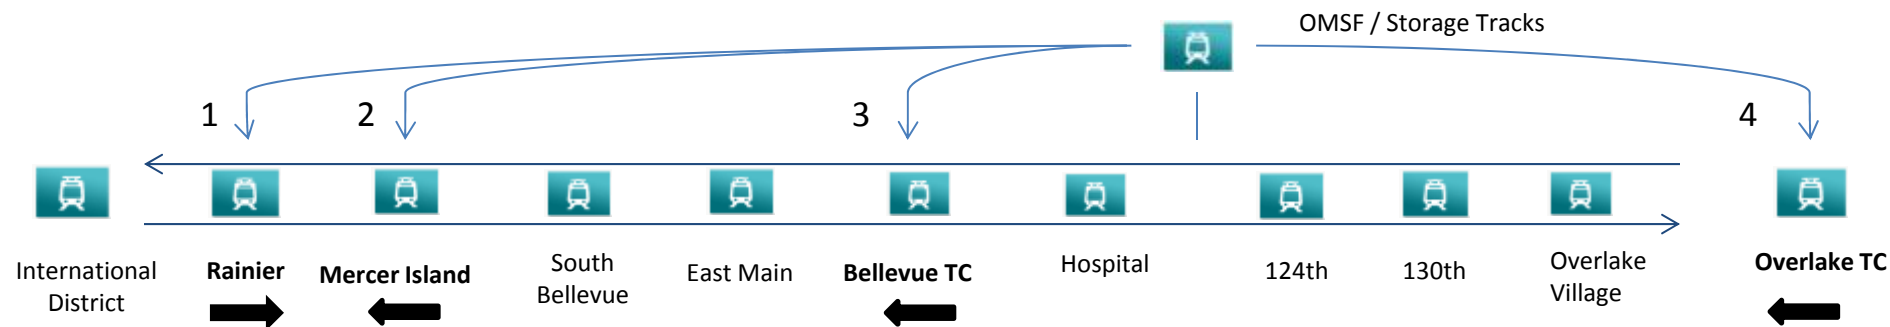 OMSF / Storage Tracks
1
2
3
4
International
District
Rainier
Mercer Island
South
Bellevue
East Main
Bellevue TC
Hospital
124th
130th
Overlake
Village
Overlake TC